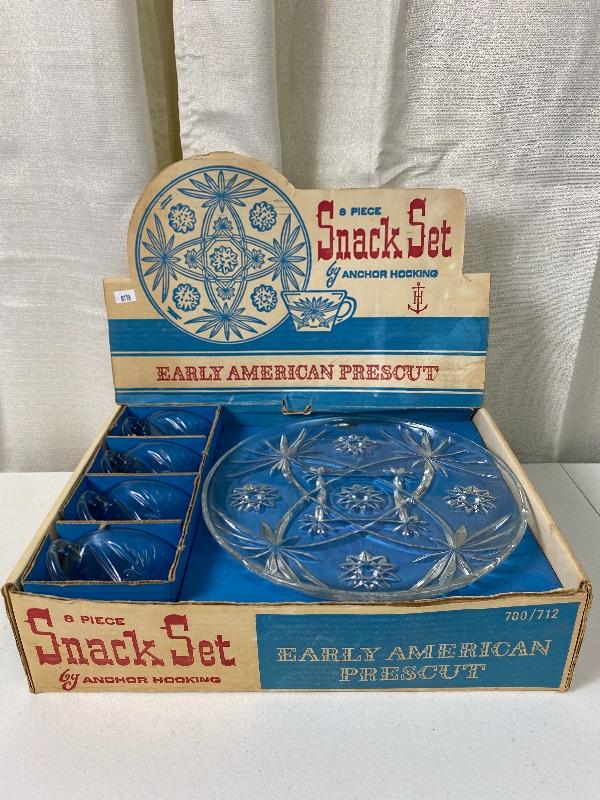 8 PIECE
Snack Set
by ANCHOR HOCKING
EARLY AMERICAN PRESCUT
8 PIECE
Snack Set
by ANCHOR HOCKING
700/712
EARLY AMERICAN
PRESCUT